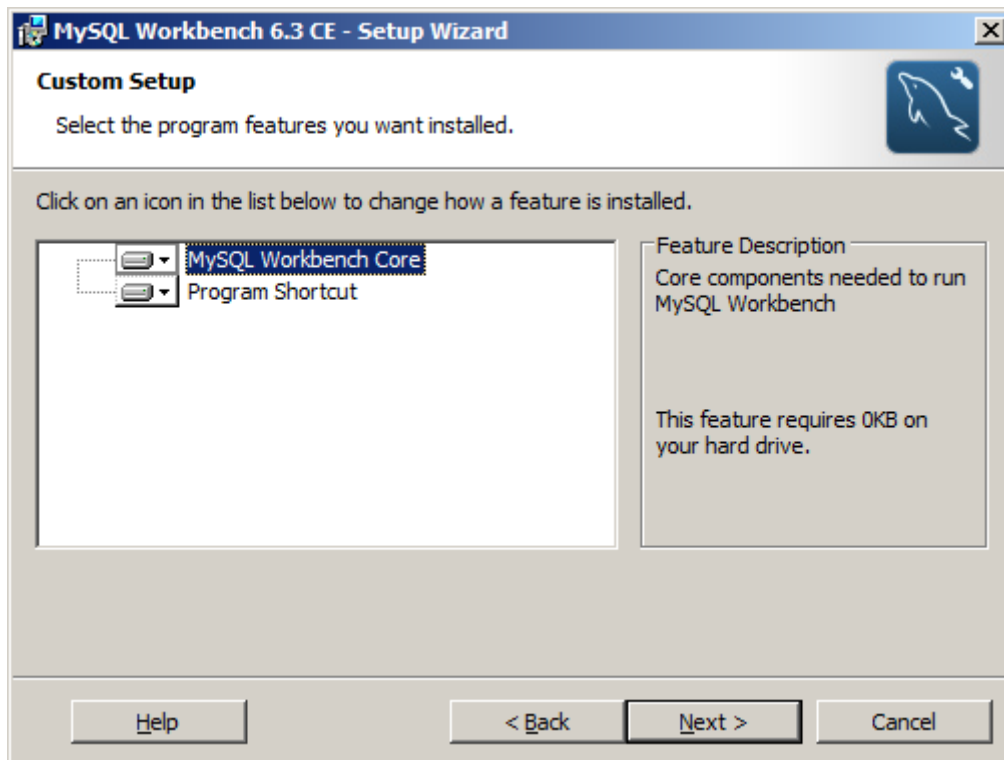 MySQL Workbench 6.3 CE - Setup Wizard
Custom Setup
Select the program features you want installed.
Click on an icon in the list below to change how a feature is installed.
MySQL Workbench Core
Program Shortcut
Feature Description
Core components needed to run
MySQL Workbench
This feature requires 0KB on
your hard drive.
Help
< Back
Next >
Cancel